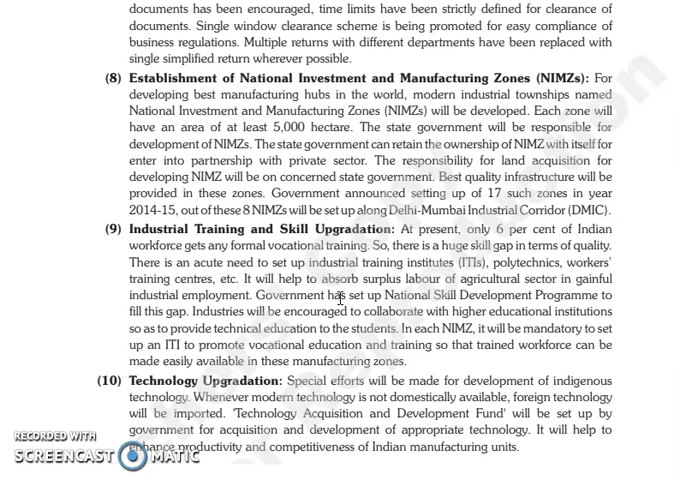 documents has been encouraged, time limits have been strictly defined for clearance of
documents. Single window clearance scheme is being promoted for easy compliance of
business regulations. Multiple returns with different departments have been replaced with
single simplified return wherever possible.
(8) Establishment of National Investment and Manufacturing Zones (NIMZs): For
developing best manufacturing hubs in the world, modern industrial townships named
National Investment and Manufacturing Zones (NIMZs) will be developed. Each zone will
have an area of at least 5,000 hectare. The state government will be responsible for
development of NIMZs. The state government can retain the ownership of NIMZ with itself or
enter into partnership with private sector. The responsibility for land acquisition for
developing NIMZ will be on concerned state government. Best quality infrastructure will be
provided in these zones. Government announced setting up of 17 such zones in year
2014-15, out of these 8 NIMZs will be set up along Delhi-Mumbai Industrial Corridor (DMIC).
(9) Industrial Training and Skill Upgradation: At present, only 6 per cent of Indian
workforce gets any formal vocational training. So, there is a huge skill gap in terms of quality.
There is an acute need to set up industrial training institutes (ITIs), polytechnics, workers'
training centres, etc. It will help to absorb surplus labour of agricultural sector in gainful
industrial employment. Government has set up National Skill Development Programme to
fill this gap. Industries will be encouraged to collaborate with higher educational institutions
so as to provide technical education to the students. In each NIMZ, it will be mandatory to set
up an ITI to promote vocational education and training so that trained workforce can be
made easily available in these manufacturing zones.
(10) Technology Upgradation: Special efforts will be made for development of indigenous
technology. Whenever modern technology is not domestically available, foreign technology
will be imported. 'Technology Acquisition and Development Fund' will be set up by
government for acquisition and development of appropriate technology. It will help to
enhance productivity and competitiveness of Indian manufacturing units.
RECORDED WITH
SCREENCAST MATIC